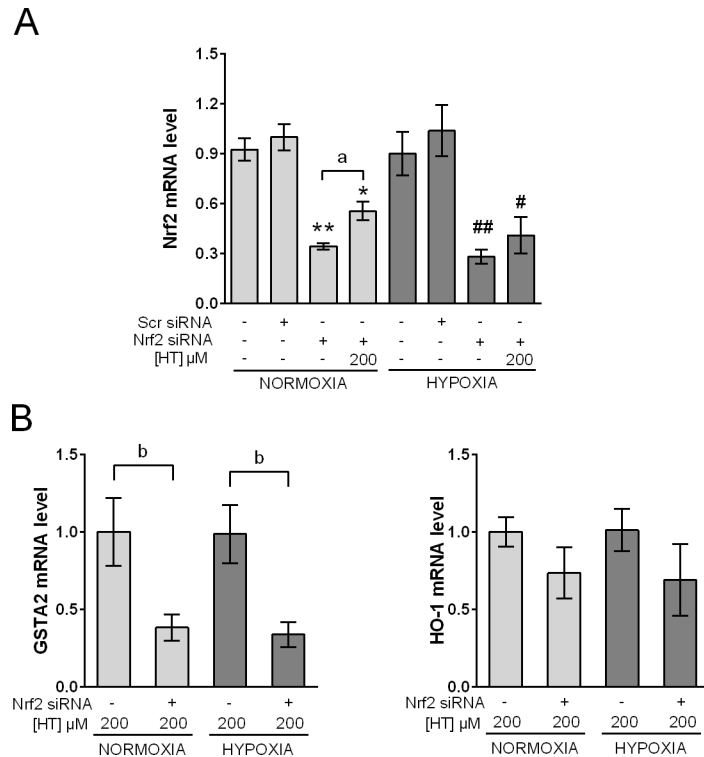 A
Nrf2 mRNA level
1.5
1.2
0.9
0.6
0.3
0.0
a
** * ## #
Scr siRNA - + - - - + - -
Nrf2 siRNA - - + + - - + +
[HT] µM - - - 200 - - - 200
NORMOXIA HYPOXIA
B
GSTA2 mRNA level
1.5
1.0
0.5
0.0
b b
Nrf2 siRNA - + - +
[HT] µM 200 200 200 200
NORMOXIA HYPOXIA
HO-1 mRNA level
1.5
1.0
0.5
0.0
Nrf2 siRNA - + - +
[HT] µM 200 200 200 200
NORMOXIA HYPOXIA